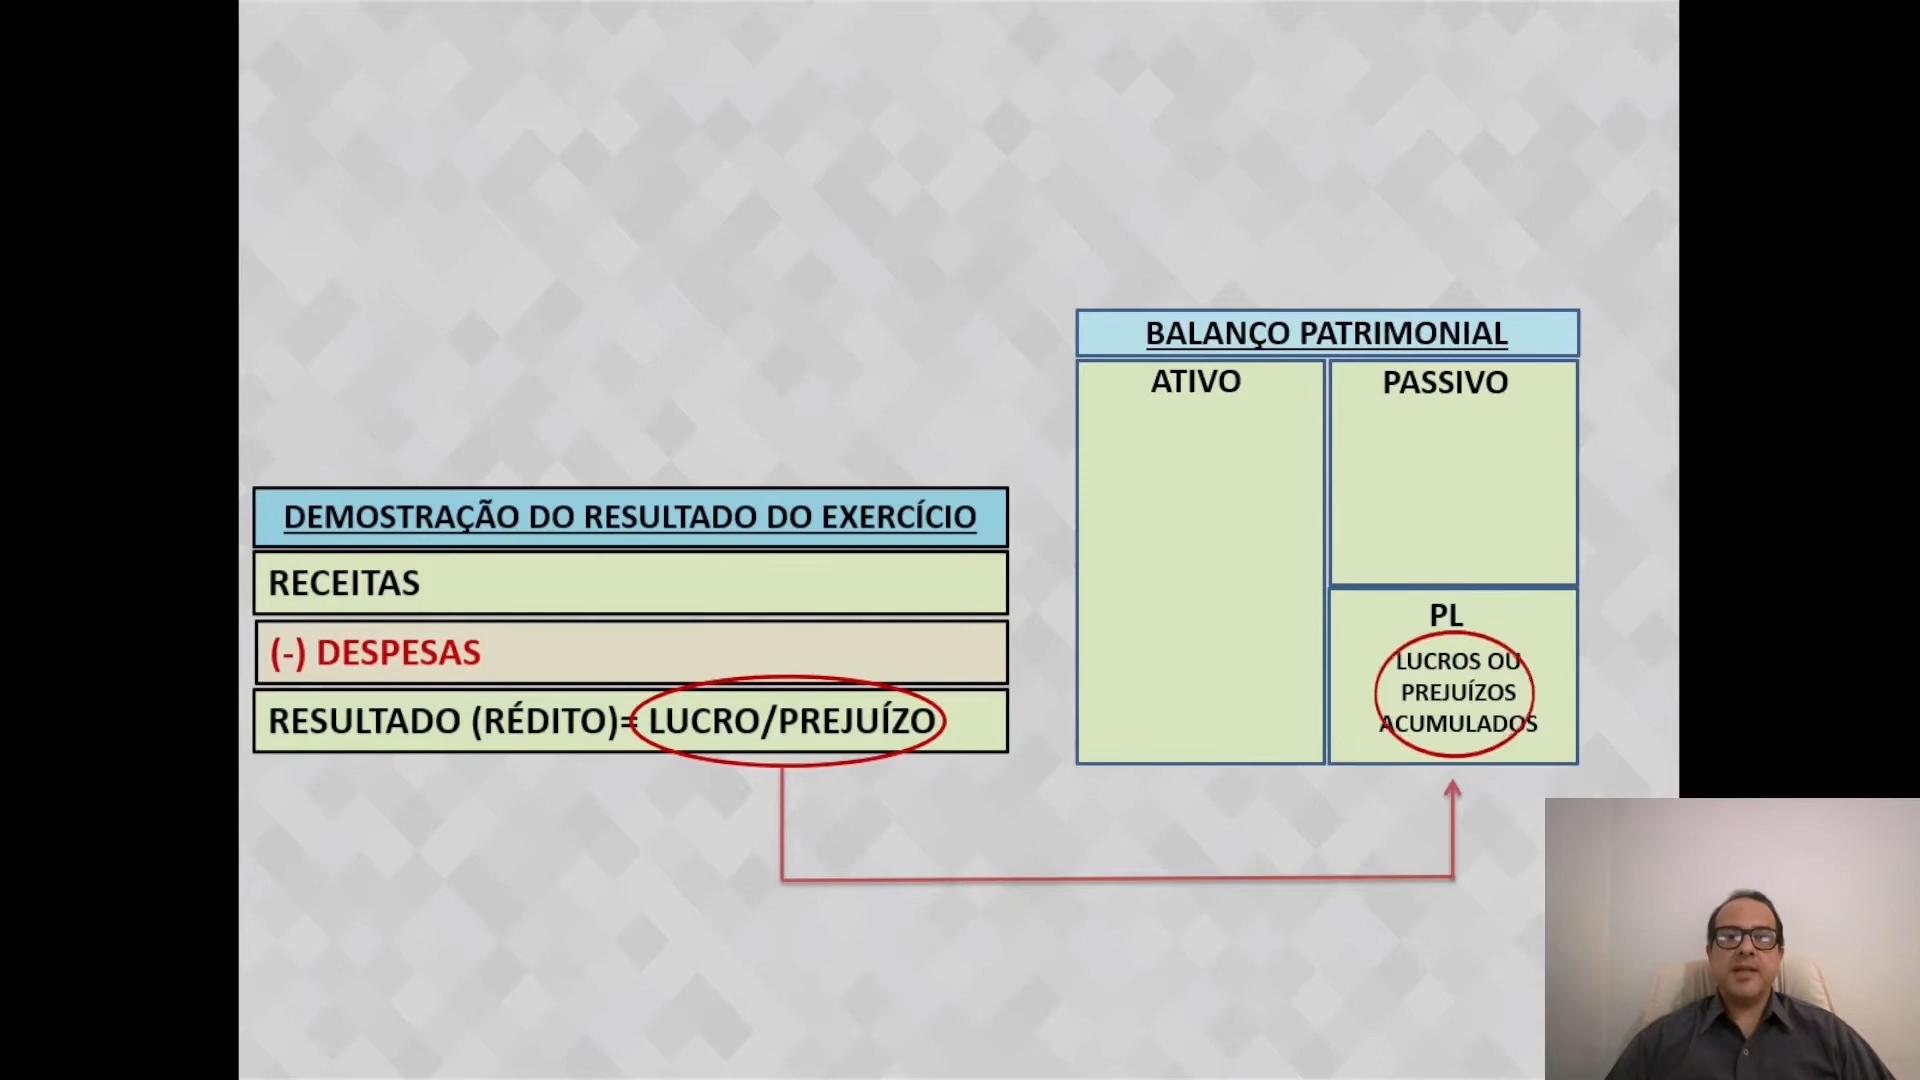 BALANÇO PATRIMONIAL
ATIVO
PASSIVO
DEMOSTRAÇÃO DO RESULTADO DO EXERCÍCIO
RECEITAS
(-) DESPESAS
RESULTADO (RÉDITO)= LUCRO/PREJUÍZO
PL
LUCROS OU
PREJUÍZOS
ACUMULADOS